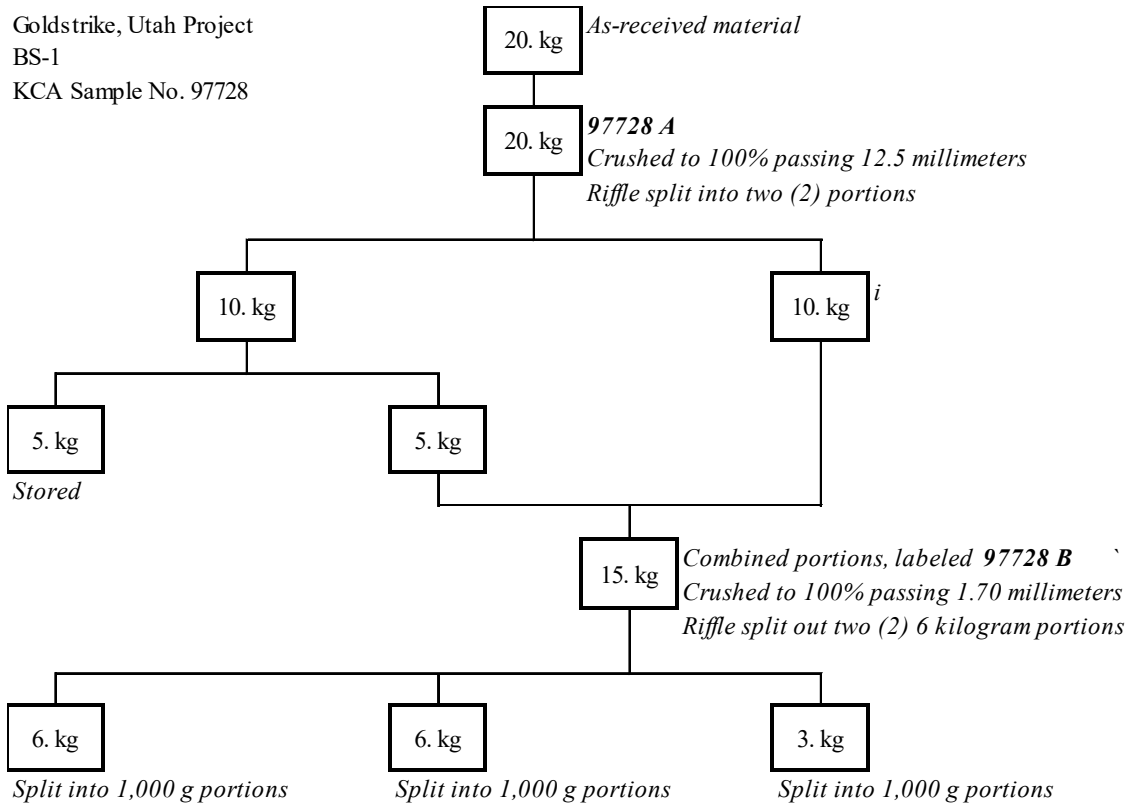 Goldstrike, Utah Project
BS-1
KCA Sample No. 97728
20. kg
As-received material
20. kg
97728 A
Crushed to 100% passing 12.5 millimeters
Riffle split into two (2) portions
10. kg
10. kg
i
5. kg
5. kg
Stored
15. kg
Combined portions, labeled 97728 B `
Crushed to 100% passing 1.70 millimeters
Riffle split out two (2) 6 kilogram portions
6. kg
6. kg
3. kg
Split into 1,000 g portions
Split into 1,000 g portions
Split into 1,000 g portions